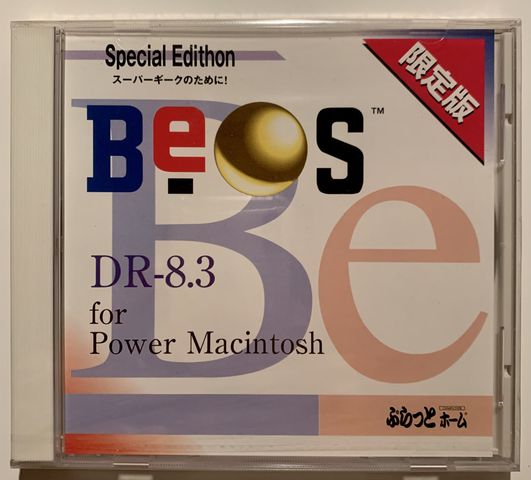 Special Edithon
スーパーギークのために!
限定版
BeOS™
DR-8.3
for
Power Macintosh
Be
ぷらっとホーム